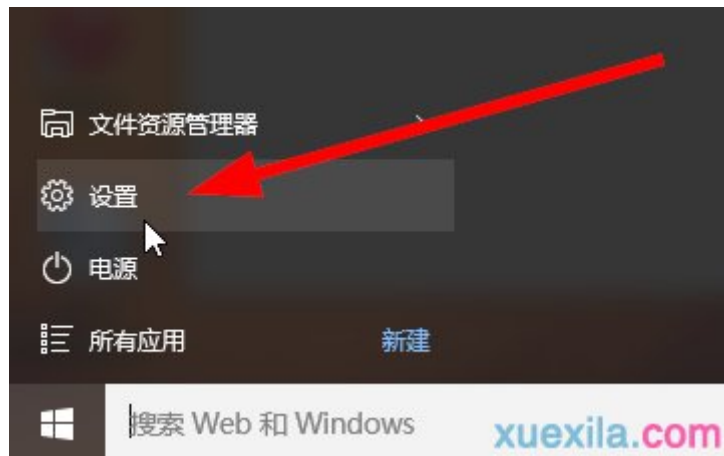 文件资源管理器
设置
电源
所有应用 新建
搜索 Web 和 Windows
xuexila.com